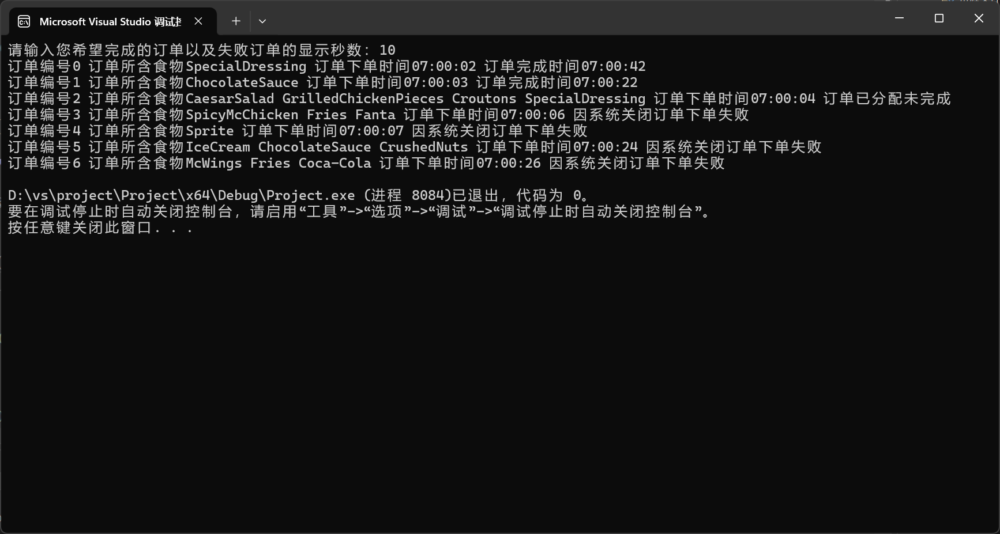 Microsoft Visual Studio 调试
请输入您希望完成的订单以及失败订单的显示秒数: 10
订单编号0 订单所含食物SpecialDressing 订单下单时间07:00:02 订单完成时间07:00:42
订单编号1 订单所含食物ChocolateSauce 订单下单时间07:00:03 订单完成时间07:00:22
订单编号2 订单所含食物CaesarSalad GrilledChickenPieces Croutons SpecialDressing 订单下单时间07:00:04 订单已分配未完成
订单编号3 订单所含食物SpicyMcChicken Fries Fanta 订单下单时间07:00:06 因系统关闭订单下单失败
订单编号4 订单所含食物Sprite 订单下单时间07:00:07 因系统关闭订单下单失败
订单编号5 订单所含食物IceCream ChocolateSauce CrushedNuts 订单下单时间07:00:24 因系统关闭订单下单失败
订单编号6 订单所含食物McWings Fries Coca-Cola 订单下单时间07:00:26 因系统关闭订单下单失败
D:\vs\project\Project\x64\Debug\Project.exe (进程 8084)已退出，代码为 0。
要在调试停止时自动关闭控制台，请启用“工具”->“选项”->“调试”->“调试停止时自动关闭控制台”。
按任意键关闭此窗口. . .